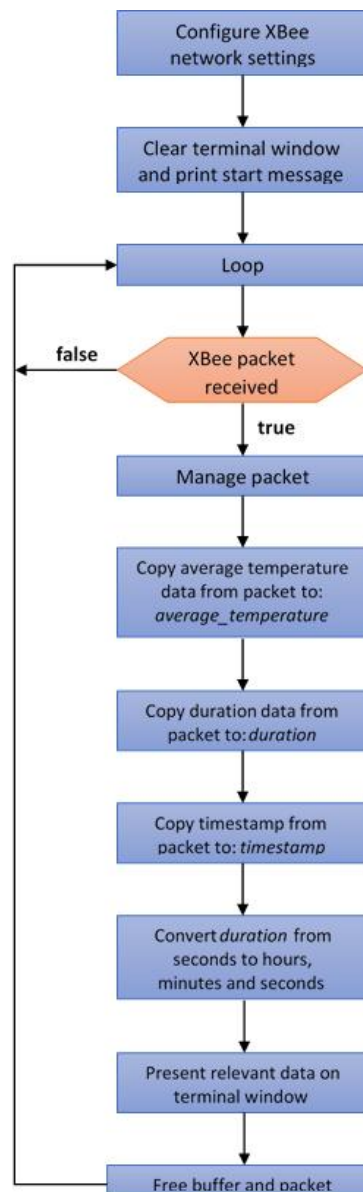 Configure XBee
network settings
Clear terminal window
and print start message
Loop
false
XBee packet
received
true
Manage packet
Copy average temperature
data from packet to:
average_temperature
Copy duration data from
packet to: duration
Copy timestamp from
packet to: timestamp
Convert duration from
seconds to hours,
minutes and seconds
Present relevant data on
terminal window
Free buffer and packet